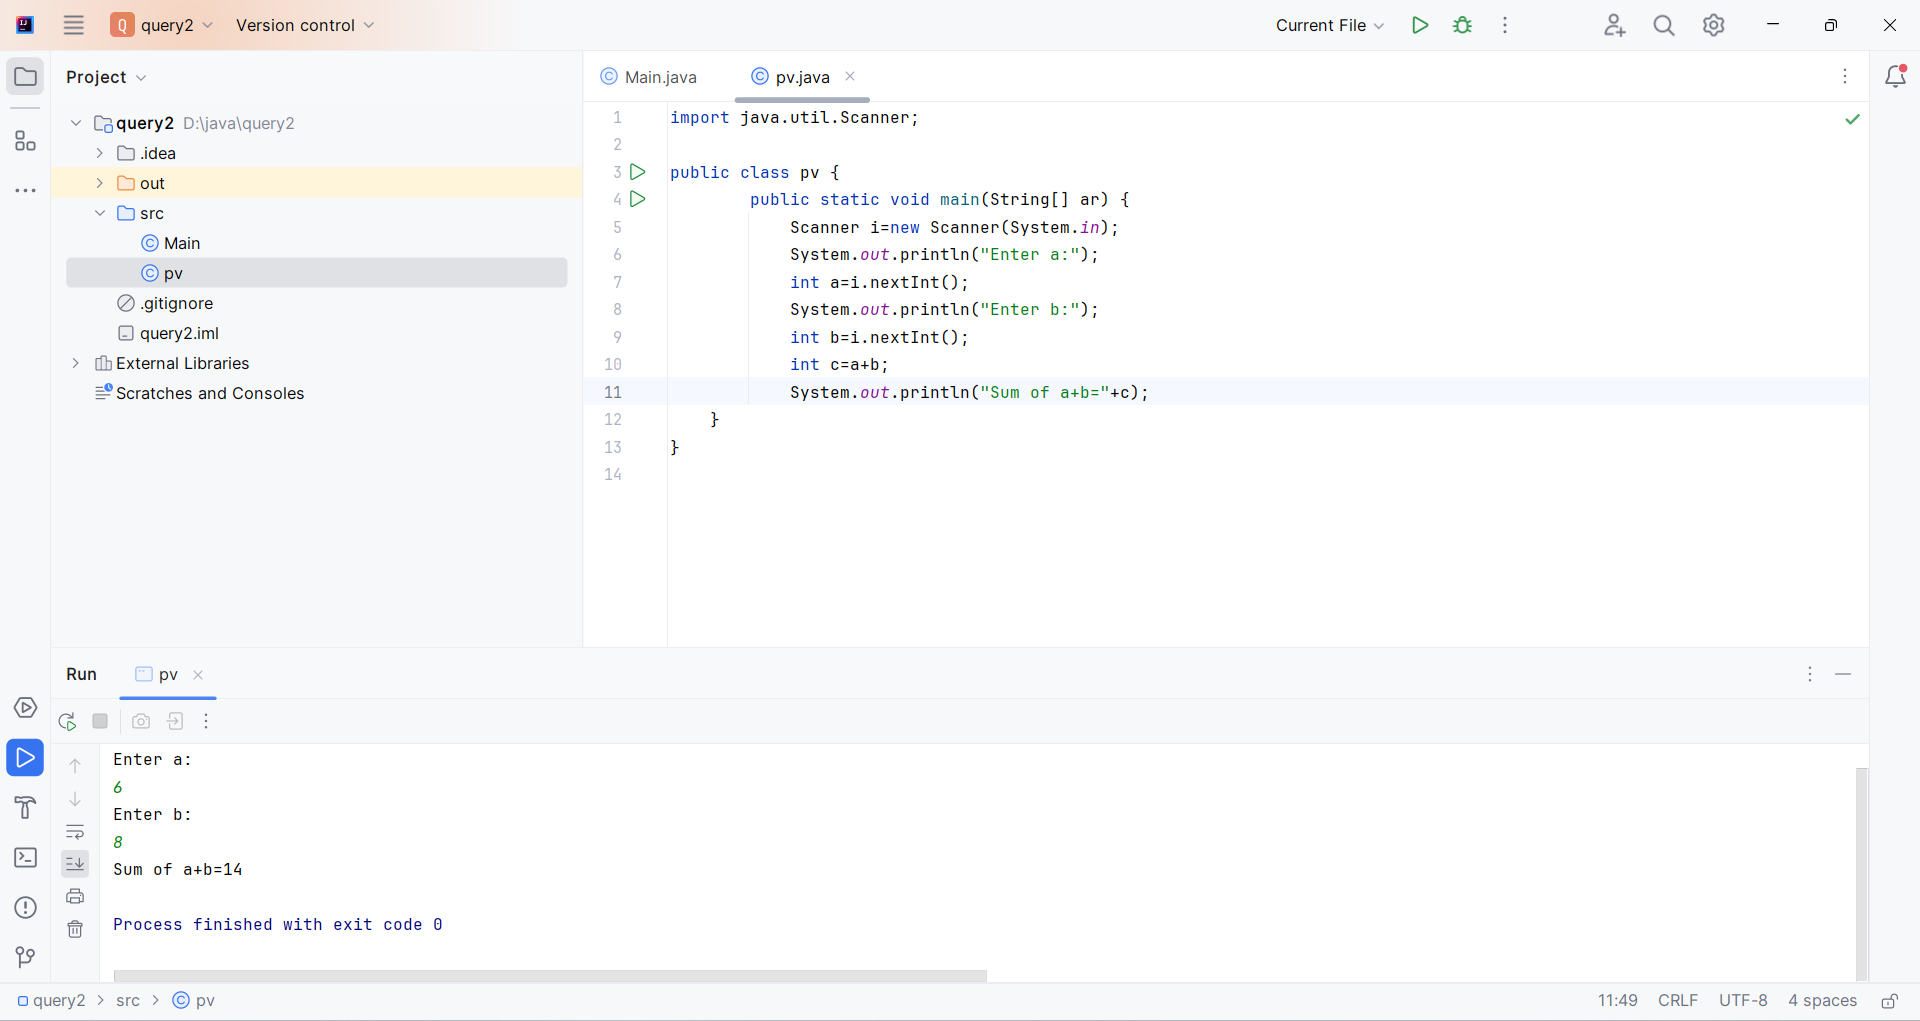 Q query2 Version control Current File
Project
query2 D:\java\query2
.idea
out
src
Main
pv
.gitignore
query2.iml
External Libraries
Scratches and Consoles
Main.java pv.java
1 import java.util.Scanner;
2
3 public class pv {
4 public static void main(String[] ar) {
5 Scanner i=new Scanner(System.in);
6 System.out.println("Enter a:");
7 int a=i.nextInt();
8 System.out.println("Enter b:");
9 int b=i.nextInt();
10 int c=a+b;
11 System.out.println("Sum of a+b="+c);
12 }
13 }
14
Run pv
Enter a:
6
Enter b:
8
Sum of a+b=14
Process finished with exit code 0
query2 > src > pv 11:49 CRLF UTF-8 4 spaces